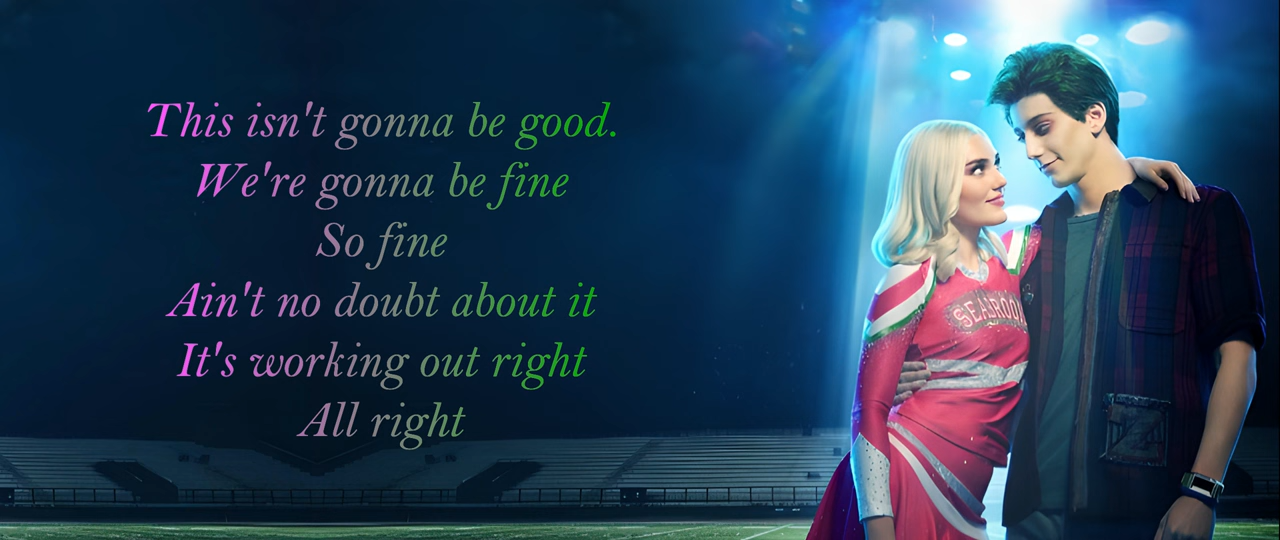 This isn't gonna be good.
We're gonna be fine
So fine
Ain't no doubt about it
It's working out right
All right
SEABROOK
Z